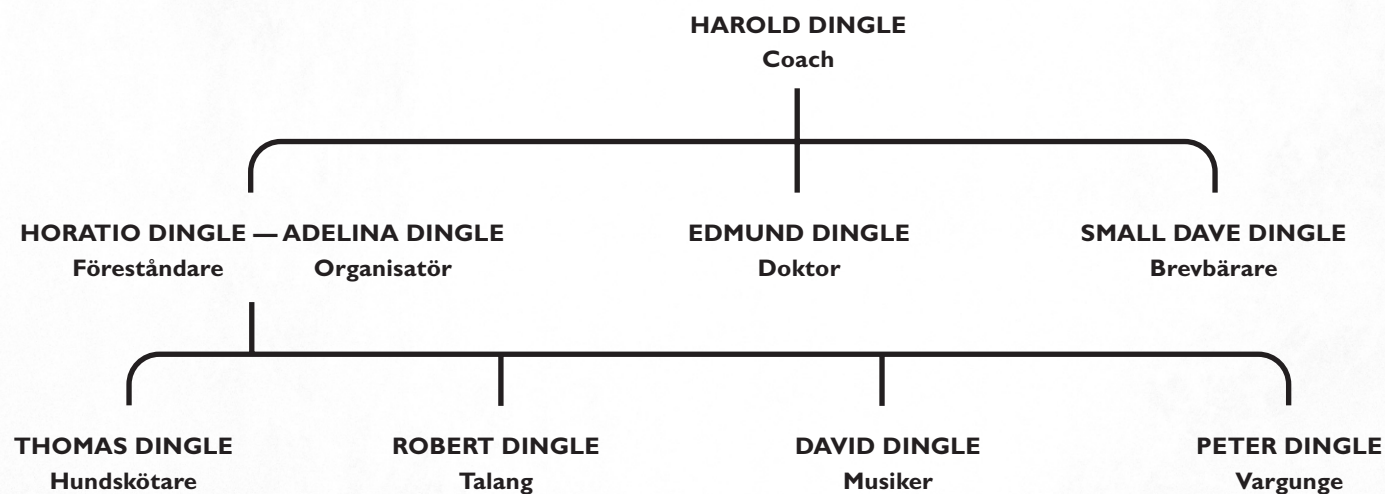 HAROLD DINGLE
Coach
HORATIO DINGLE — ADELINA DINGLE
Föreståndare Organisatör
EDMUND DINGLE
Doktor
SMALL DAVE DINGLE
Brevbärare
THOMAS DINGLE
Hundskötare
ROBERT DINGLE
Talang
DAVID DINGLE
Musiker
PETER DINGLE
Vargunge